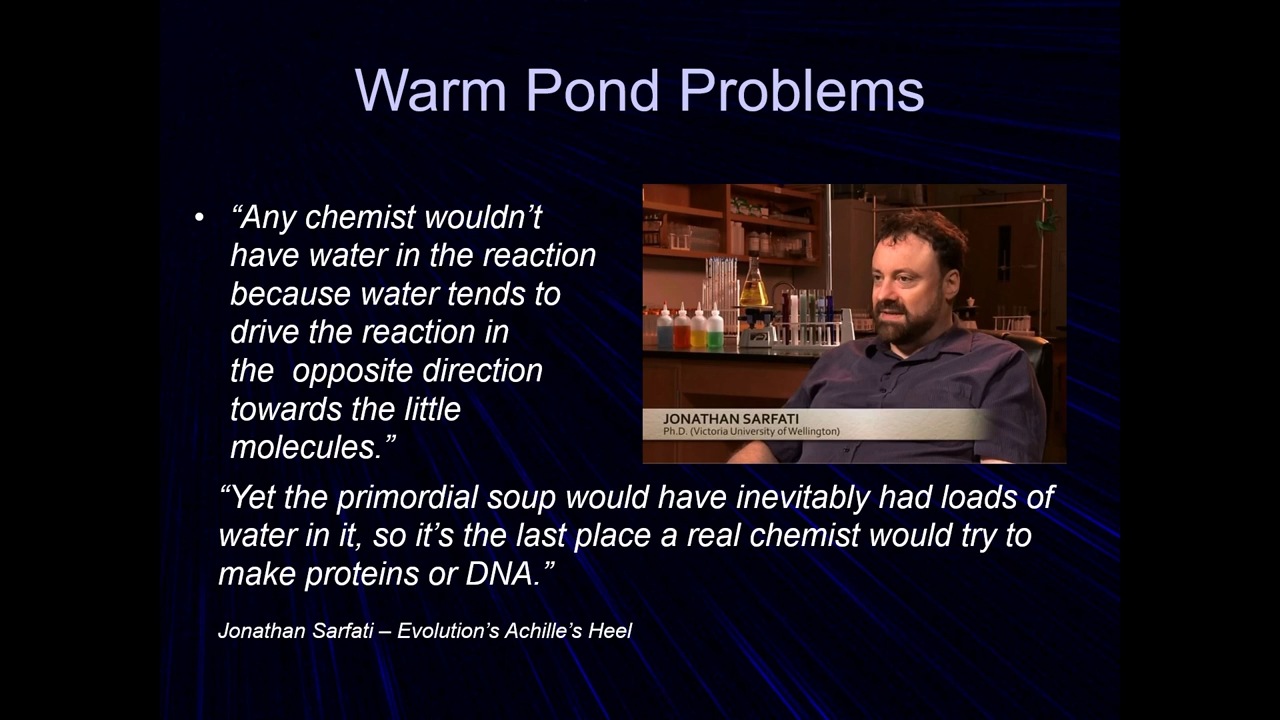 Warm Pond Problems
• “Any chemist wouldn’t
have water in the reaction
because water tends to
drive the reaction in
the  opposite direction
towards the little
molecules.”
JONATHAN SARFATI
Ph.D. (Victoria University of Wellington)
“Yet the primordial soup would have inevitably had loads of
water in it, so it’s the last place a real chemist would try to
make proteins or DNA.”
Jonathan Sarfati – Evolution’s Achille’s Heel